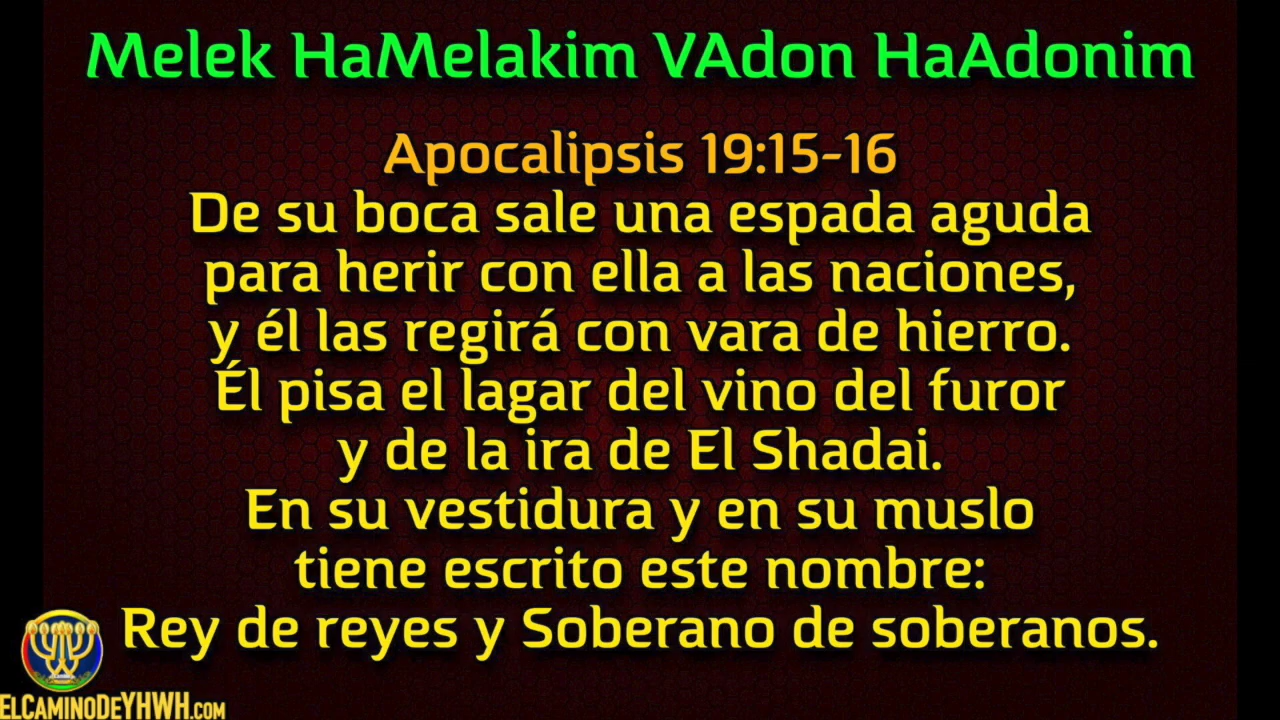 Melek HaMelakim VAdon HaAdonim
Apocalipsis 19:15-16
De su boca sale una espada aguda
para herir con ella a las naciones,
y él las regirá con vara de hierro.
Él pisa el lagar del vino del furor
y de la ira de El Shadai.
En su vestidura y en su muslo
tiene escrito este nombre:
Rey de reyes y Soberano de soberanos.
ELCAMINODEYHWH.COM